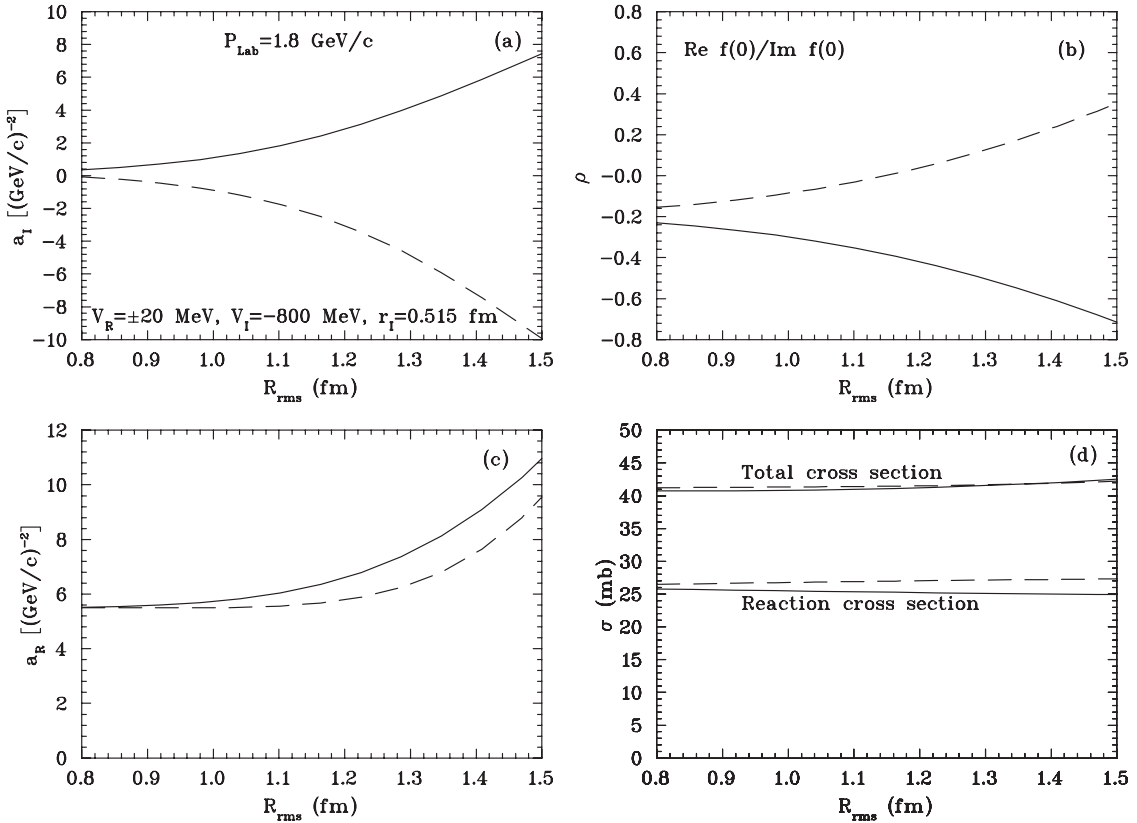 P_Lab=1.8 GeV/c
(a)
8
6
4
2
0
−2
−4
−6
−8
−10
a_I [(GeV/c)^−2]
V_R=±20 MeV, V_I=−800 MeV, r_I=0.515 fm
0.8 0.9 1.0 1.1 1.2 1.3 1.4 1.5
R_rms (fm)
Re f(0)/Im f(0)
(b)
0.8
0.6
0.4
0.2
−0.0
−0.2
−0.4
−0.6
−0.8
ρ
0.8 0.9 1.0 1.1 1.2 1.3 1.4 1.5
R_rms (fm)
(c)
12
10
8
6
4
2
0
a_R [(GeV/c)^−2]
0.8 0.9 1.0 1.1 1.2 1.3 1.4 1.5
R_rms (fm)
(d)
50
45
40
35
30
25
20
15
10
5
0
σ (mb)
Total cross section
Reaction cross section
0.8 0.9 1.0 1.1 1.2 1.3 1.4 1.5
R_rms (fm)